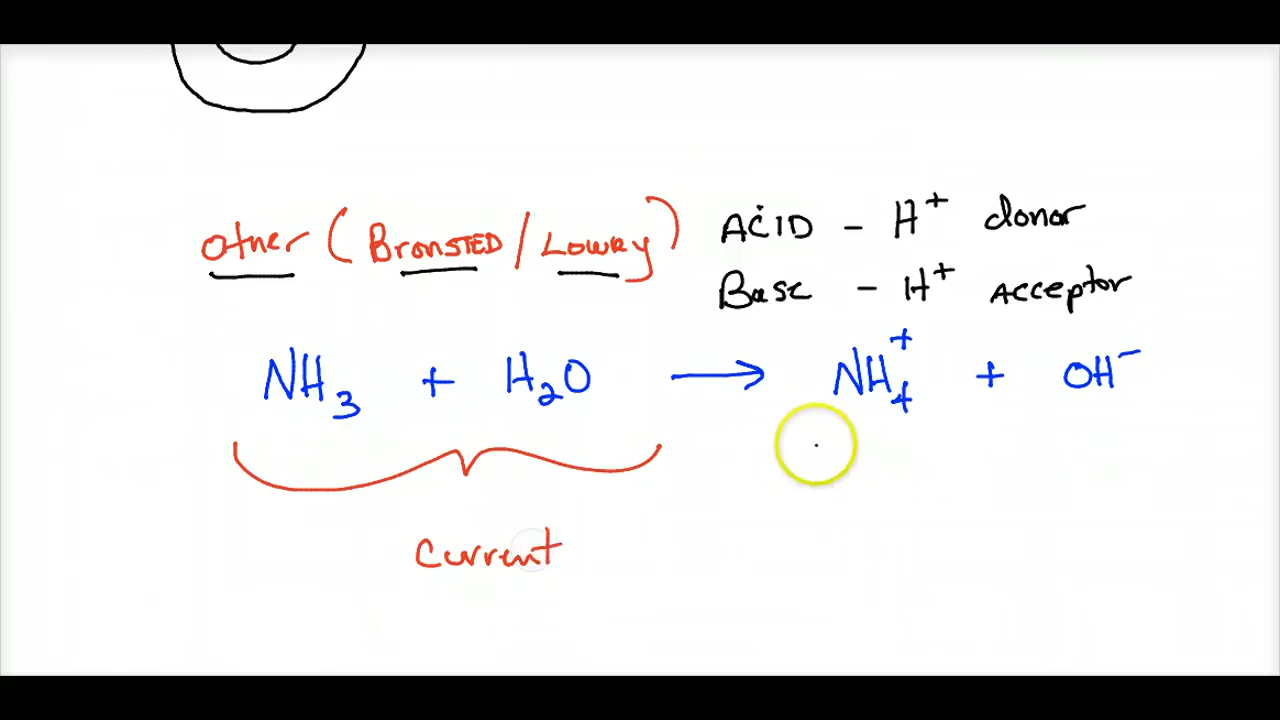 Other (Bronsted / Lowry) ACID - H⁺ donor
Base - H⁺ Acceptor
NH₃ + H₂O → NH₄⁺ + OH⁻
Current